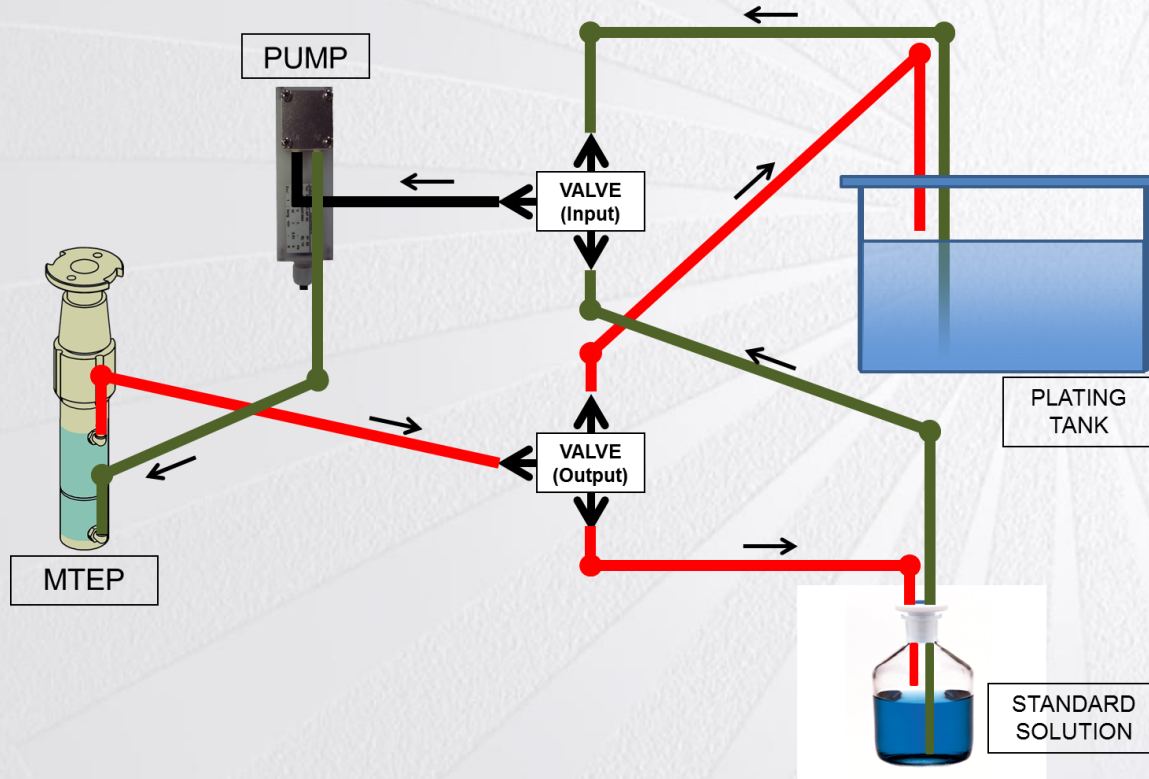 PUMP
VALVE
(Input)
PLATING
TANK
VALVE
(Output)
MTEP
STANDARD
SOLUTION